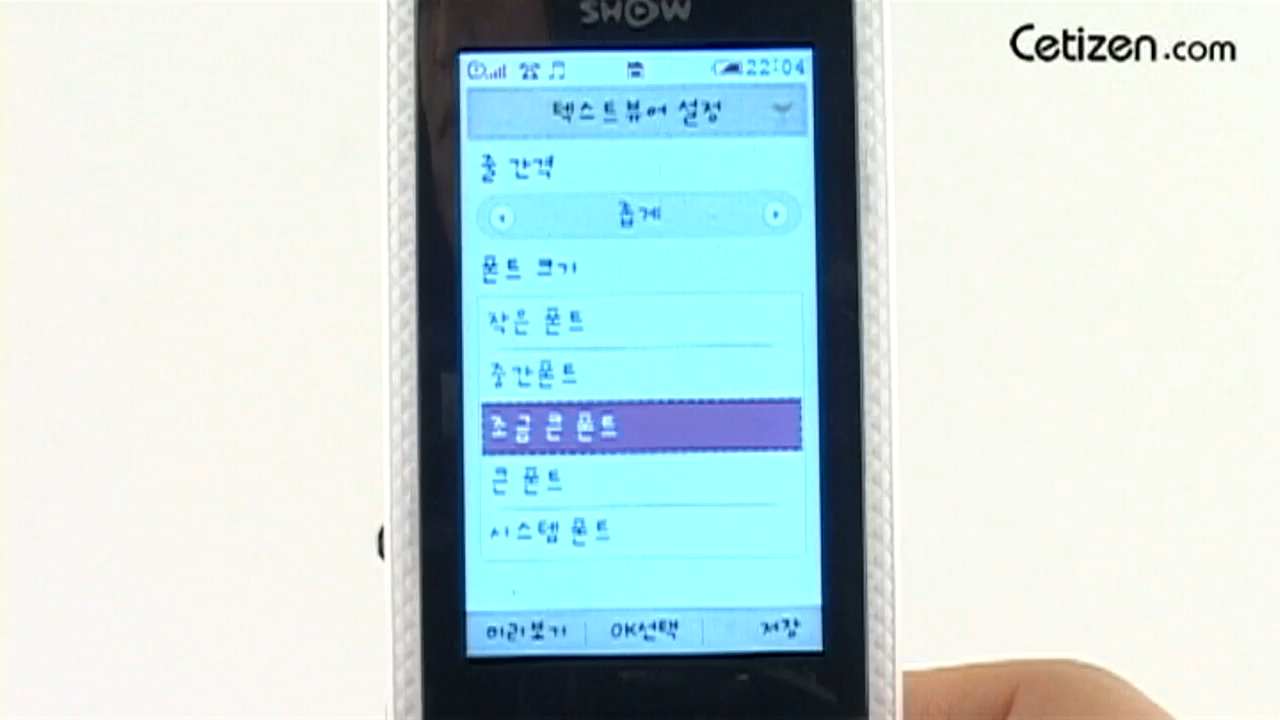 SHOW
Cetizen.com
22:04
텍스트뷰어 설정
줄 간격
좁게
폰트 크기
작은 폰트
중간폰트
조금 큰 폰트
큰 폰트
시스템 폰트
미리보기 OK선택 저장